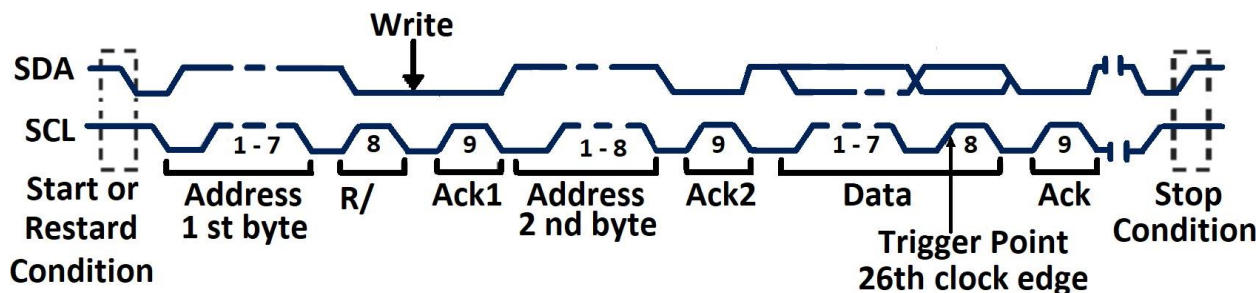 Write
SDA
SCL
1-7
8
9
1-8
9
1-7
8
9
Start or
Restard
Condition
Address
1 st byte
R/
Ack1
Address
2 nd byte
Ack2
Data
Ack
Stop
Condition
Trigger Point
26th clock edge